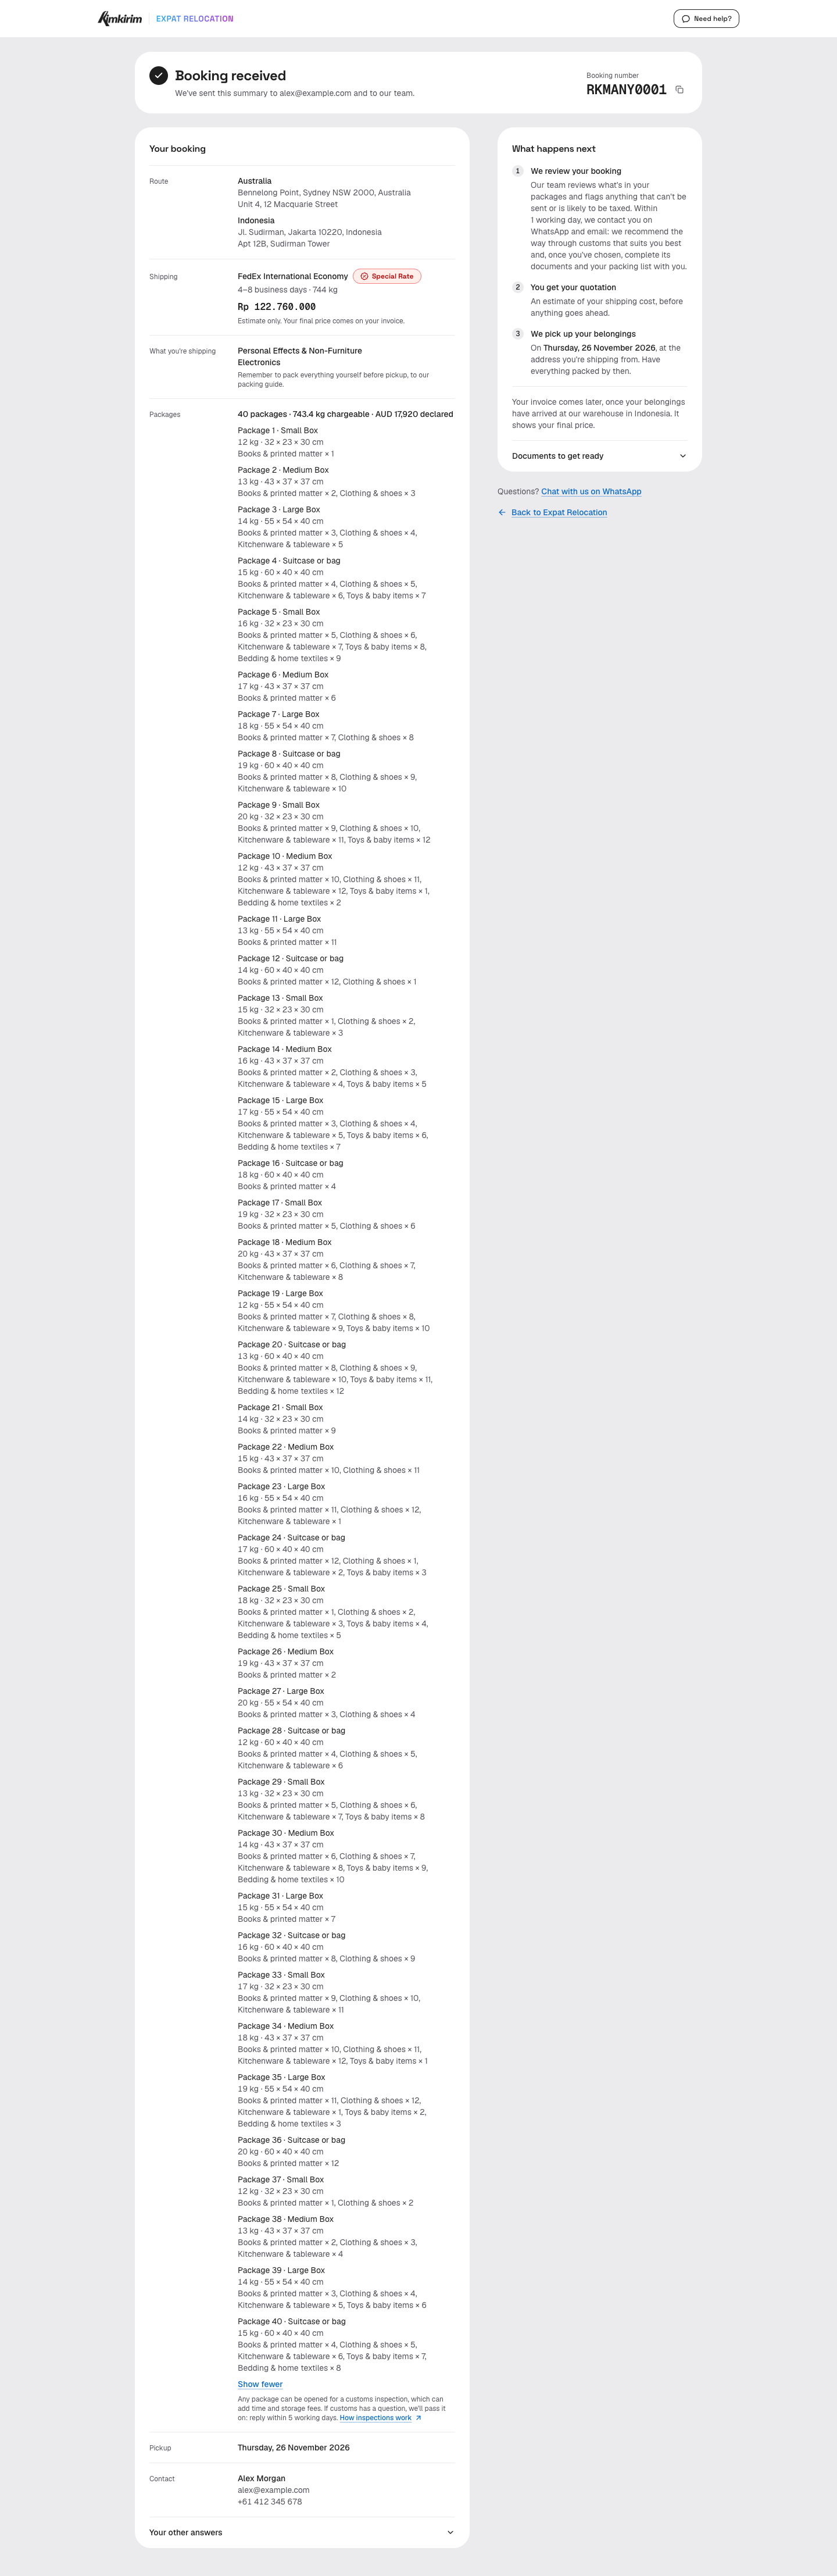 Kimkirim
EXPAT RELOCATION
Need help?
Booking received
We've sent this summary to alex@example.com and to our team.
Booking number
RKMANY0001
Your booking
Route
Australia
Bennelong Point, Sydney NSW 2000, Australia
Unit 4, 12 Macquarie Street
Indonesia
Jl. Sudirman, Jakarta 10220, Indonesia
Apt 12B, Sudirman Tower
Shipping
FedEx International Economy
Special Rate
4–8 business days · 744 kg
Rp 122.760.000
Estimate only. Your final price comes on your invoice.
What you're shipping
Personal Effects & Non-Furniture
Electronics
Remember to pack everything yourself before pickup, to our
packing guide.
Packages
40 packages · 743.4 kg chargeable · AUD 17,920 declared
Package 1 · Small Box
12 kg · 32 × 23 × 30 cm
Books & printed matter × 1
Package 2 · Medium Box
13 kg · 43 × 37 × 37 cm
Books & printed matter × 2, Clothing & shoes × 3
Package 3 · Large Box
14 kg · 55 × 54 × 40 cm
Books & printed matter × 3, Clothing & shoes × 4,
Kitchenware & tableware × 5
Package 4 · Suitcase or bag
15 kg · 60 × 40 × 40 cm
Books & printed matter × 4, Clothing & shoes × 5,
Kitchenware & tableware × 6, Toys & baby items × 7
Package 5 · Small Box
16 kg · 32 × 23 × 30 cm
Books & printed matter × 5, Clothing & shoes × 6,
Kitchenware & tableware × 7, Toys & baby items × 8,
Bedding & home textiles × 9
Package 6 · Medium Box
17 kg · 43 × 37 × 37 cm
Books & printed matter × 6
Package 7 · Large Box
18 kg · 55 × 54 × 40 cm
Books & printed matter × 7, Clothing & shoes × 8
Package 8 · Suitcase or bag
19 kg · 60 × 40 × 40 cm
Books & printed matter × 8, Clothing & shoes × 9,
Kitchenware & tableware × 10
Package 9 · Small Box
20 kg · 32 × 23 × 30 cm
Books & printed matter × 9, Clothing & shoes × 10,
Kitchenware & tableware × 11, Toys & baby items × 12
Package 10 · Medium Box
12 kg · 43 × 37 × 37 cm
Books & printed matter × 10, Clothing & shoes × 11,
Kitchenware & tableware × 12, Toys & baby items × 1,
Bedding & home textiles × 2
Package 11 · Large Box
13 kg · 55 × 54 × 40 cm
Books & printed matter × 11
Package 12 · Suitcase or bag
14 kg · 60 × 40 × 40 cm
Books & printed matter × 12, Clothing & shoes × 1
Package 13 · Small Box
15 kg · 32 × 23 × 30 cm
Books & printed matter × 1, Clothing & shoes × 2,
Kitchenware & tableware × 3
Package 14 · Medium Box
16 kg · 43 × 37 × 37 cm
Books & printed matter × 2, Clothing & shoes × 3,
Kitchenware & tableware × 4, Toys & baby items × 5
Package 15 · Large Box
17 kg · 55 × 54 × 40 cm
Books & printed matter × 3, Clothing & shoes × 4,
Kitchenware & tableware × 5, Toys & baby items × 6,
Bedding & home textiles × 7
Package 16 · Suitcase or bag
18 kg · 60 × 40 × 40 cm
Books & printed matter × 4
Package 17 · Small Box
19 kg · 32 × 23 × 30 cm
Books & printed matter × 5, Clothing & shoes × 6
Package 18 · Medium Box
20 kg · 43 × 37 × 37 cm
Books & printed matter × 6, Clothing & shoes × 7,
Kitchenware & tableware × 8
Package 19 · Large Box
12 kg · 55 × 54 × 40 cm
Books & printed matter × 7, Clothing & shoes × 8,
Kitchenware & tableware × 9, Toys & baby items × 10
Package 20 · Suitcase or bag
13 kg · 60 × 40 × 40 cm
Books & printed matter × 8, Clothing & shoes × 9,
Kitchenware & tableware × 10, Toys & baby items × 11,
Bedding & home textiles × 12
Package 21 · Small Box
14 kg · 32 × 23 × 30 cm
Books & printed matter × 9
Package 22 · Medium Box
15 kg · 43 × 37 × 37 cm
Books & printed matter × 10, Clothing & shoes × 11
Package 23 · Large Box
16 kg · 55 × 54 × 40 cm
Books & printed matter × 11, Clothing & shoes × 12,
Kitchenware & tableware × 1
Package 24 · Suitcase or bag
17 kg · 60 × 40 × 40 cm
Books & printed matter × 12, Clothing & shoes × 1,
Kitchenware & tableware × 2, Toys & baby items × 3
Package 25 · Small Box
18 kg · 32 × 23 × 30 cm
Books & printed matter × 1, Clothing & shoes × 2,
Kitchenware & tableware × 3, Toys & baby items × 4,
Bedding & home textiles × 5
Package 26 · Medium Box
19 kg · 43 × 37 × 37 cm
Books & printed matter × 2
Package 27 · Large Box
20 kg · 55 × 54 × 40 cm
Books & printed matter × 3, Clothing & shoes × 4
Package 28 · Suitcase or bag
12 kg · 60 × 40 × 40 cm
Books & printed matter × 4, Clothing & shoes × 5,
Kitchenware & tableware × 6
Package 29 · Small Box
13 kg · 32 × 23 × 30 cm
Books & printed matter × 5, Clothing & shoes × 6,
Kitchenware & tableware × 7, Toys & baby items × 8
Package 30 · Medium Box
14 kg · 43 × 37 × 37 cm
Books & printed matter × 6, Clothing & shoes × 7,
Kitchenware & tableware × 8, Toys & baby items × 9,
Bedding & home textiles × 10
Package 31 · Large Box
15 kg · 55 × 54 × 40 cm
Books & printed matter × 7
Package 32 · Suitcase or bag
16 kg · 60 × 40 × 40 cm
Books & printed matter × 8, Clothing & shoes × 9
Package 33 · Small Box
17 kg · 32 × 23 × 30 cm
Books & printed matter × 9, Clothing & shoes × 10,
Kitchenware & tableware × 11
Package 34 · Medium Box
18 kg · 43 × 37 × 37 cm
Books & printed matter × 10, Clothing & shoes × 11,
Kitchenware & tableware × 12, Toys & baby items × 1
Package 35 · Large Box
19 kg · 55 × 54 × 40 cm
Books & printed matter × 11, Clothing & shoes × 12,
Kitchenware & tableware × 1, Toys & baby items × 2,
Bedding & home textiles × 3
Package 36 · Suitcase or bag
20 kg · 60 × 40 × 40 cm
Books & printed matter × 12
Package 37 · Small Box
12 kg · 32 × 23 × 30 cm
Books & printed matter × 1, Clothing & shoes × 2
Package 38 · Medium Box
13 kg · 43 × 37 × 37 cm
Books & printed matter × 2, Clothing & shoes × 3,
Kitchenware & tableware × 4
Package 39 · Large Box
14 kg · 55 × 54 × 40 cm
Books & printed matter × 3, Clothing & shoes × 4,
Kitchenware & tableware × 5, Toys & baby items × 6
Package 40 · Suitcase or bag
15 kg · 60 × 40 × 40 cm
Books & printed matter × 4, Clothing & shoes × 5,
Kitchenware & tableware × 6, Toys & baby items × 7,
Bedding & home textiles × 8
Show fewer
Any package can be opened for a customs inspection, which can
add time and storage fees. If customs has a question, we'll pass it
on: reply within 5 working days. How inspections work
Pickup
Thursday, 26 November 2026
Contact
Alex Morgan
alex@example.com
+61 412 345 678
Your other answers
What happens next
1
We review your booking
Our team reviews what's in your
packages and flags anything that can't be
sent or is likely to be taxed. Within
1 working day, we contact you on
WhatsApp and email: we recommend the
way through customs that suits you best
and, once you've chosen, complete its
documents and your packing list with you.
2
You get your quotation
An estimate of your shipping cost, before
anything goes ahead.
3
We pick up your belongings
On Thursday, 26 November 2026, at the
address you're shipping from. Have
everything packed by then.
Your invoice comes later, once your belongings
have arrived at our warehouse in Indonesia. It
shows your final price.
Documents to get ready
Questions? Chat with us on WhatsApp
Back to Expat Relocation